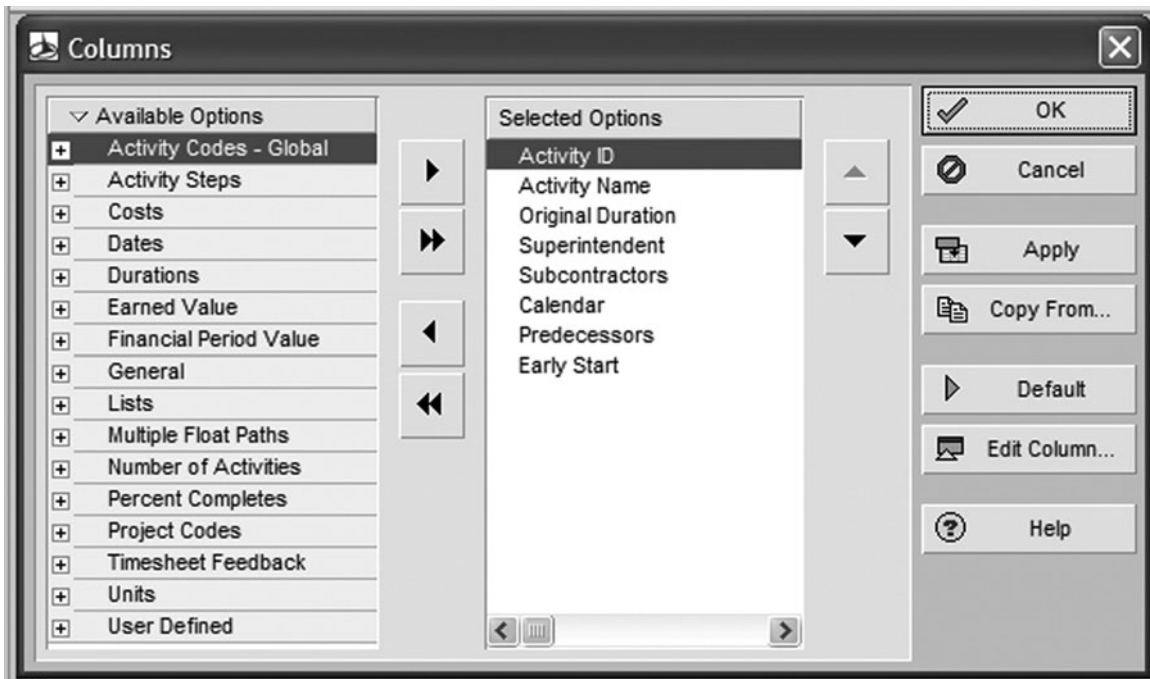 Columns
Available Options
Activity Codes - Global
Activity Steps
Costs
Dates
Durations
Earned Value
Financial Period Value
General
Lists
Multiple Float Paths
Number of Activities
Percent Completes
Project Codes
Timesheet Feedback
Units
User Defined
Selected Options
Activity ID
Activity Name
Original Duration
Superintendent
Subcontractors
Calendar
Predecessors
Early Start
OK
Cancel
Apply
Copy From...
Default
Edit Column...
Help